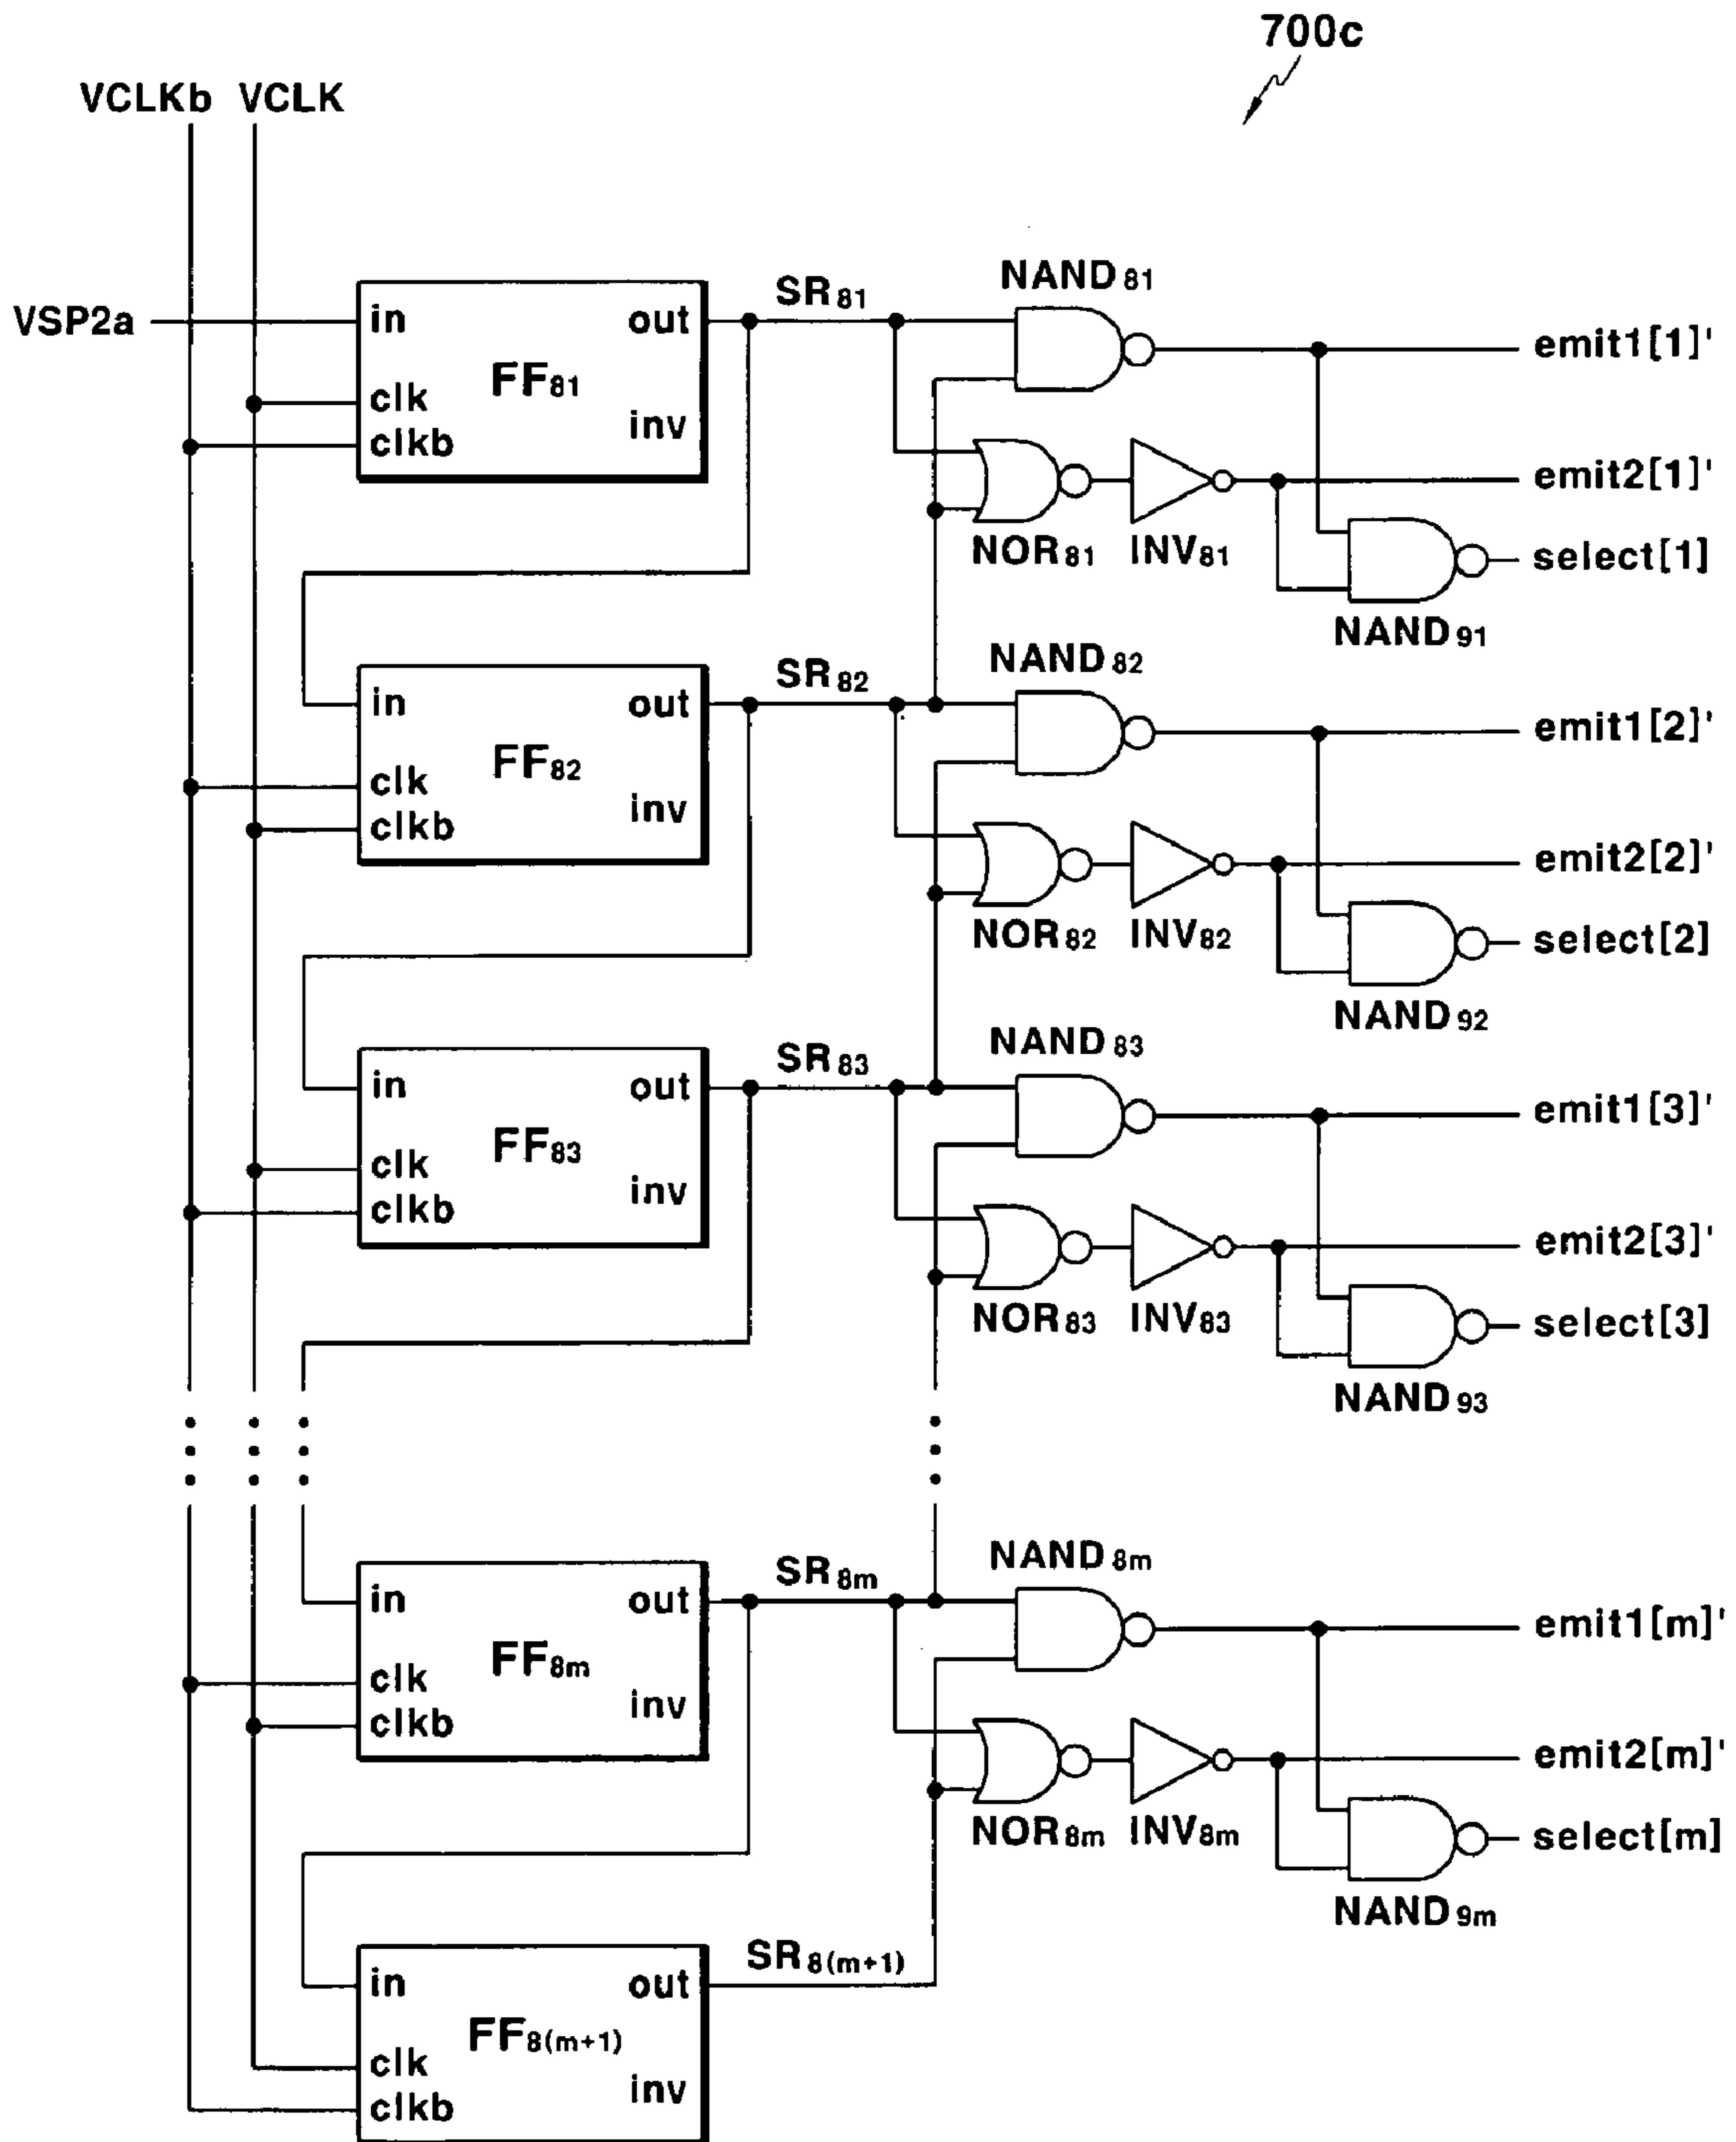 700c
VCLKb VCLK
VSP2a
in out
FF81
clk
clkb
inv
SR81
NAND81
emit1[1]'
emit2[1]'
NOR81 INV81
select[1]
NAND91
in out
FF82
clk
clkb
inv
SR82
NAND82
emit1[2]'
emit2[2]'
NOR82 INV82
select[2]
NAND92
in out
FF83
clk
clkb
inv
SR83
NAND83
emit1[3]'
emit2[3]'
NOR83 INV83
select[3]
NAND93
in out
FF8m
clk
clkb
inv
SR8m
NAND8m
emit1[m]'
emit2[m]'
NOR8m INV8m
select[m]
NAND9m
in out
FF8(m+1)
clk
clkb
inv
SR8(m+1)